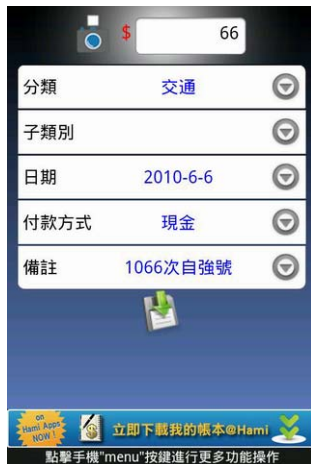 $ 66
分類 交通
子類別
日期 2010-6-6
付款方式 現金
備註 1066次自強號
on
Hami Apps
NOW!
立即下載我的帳本@Hami
點擊手機"menu"按鍵進行更多功能操作